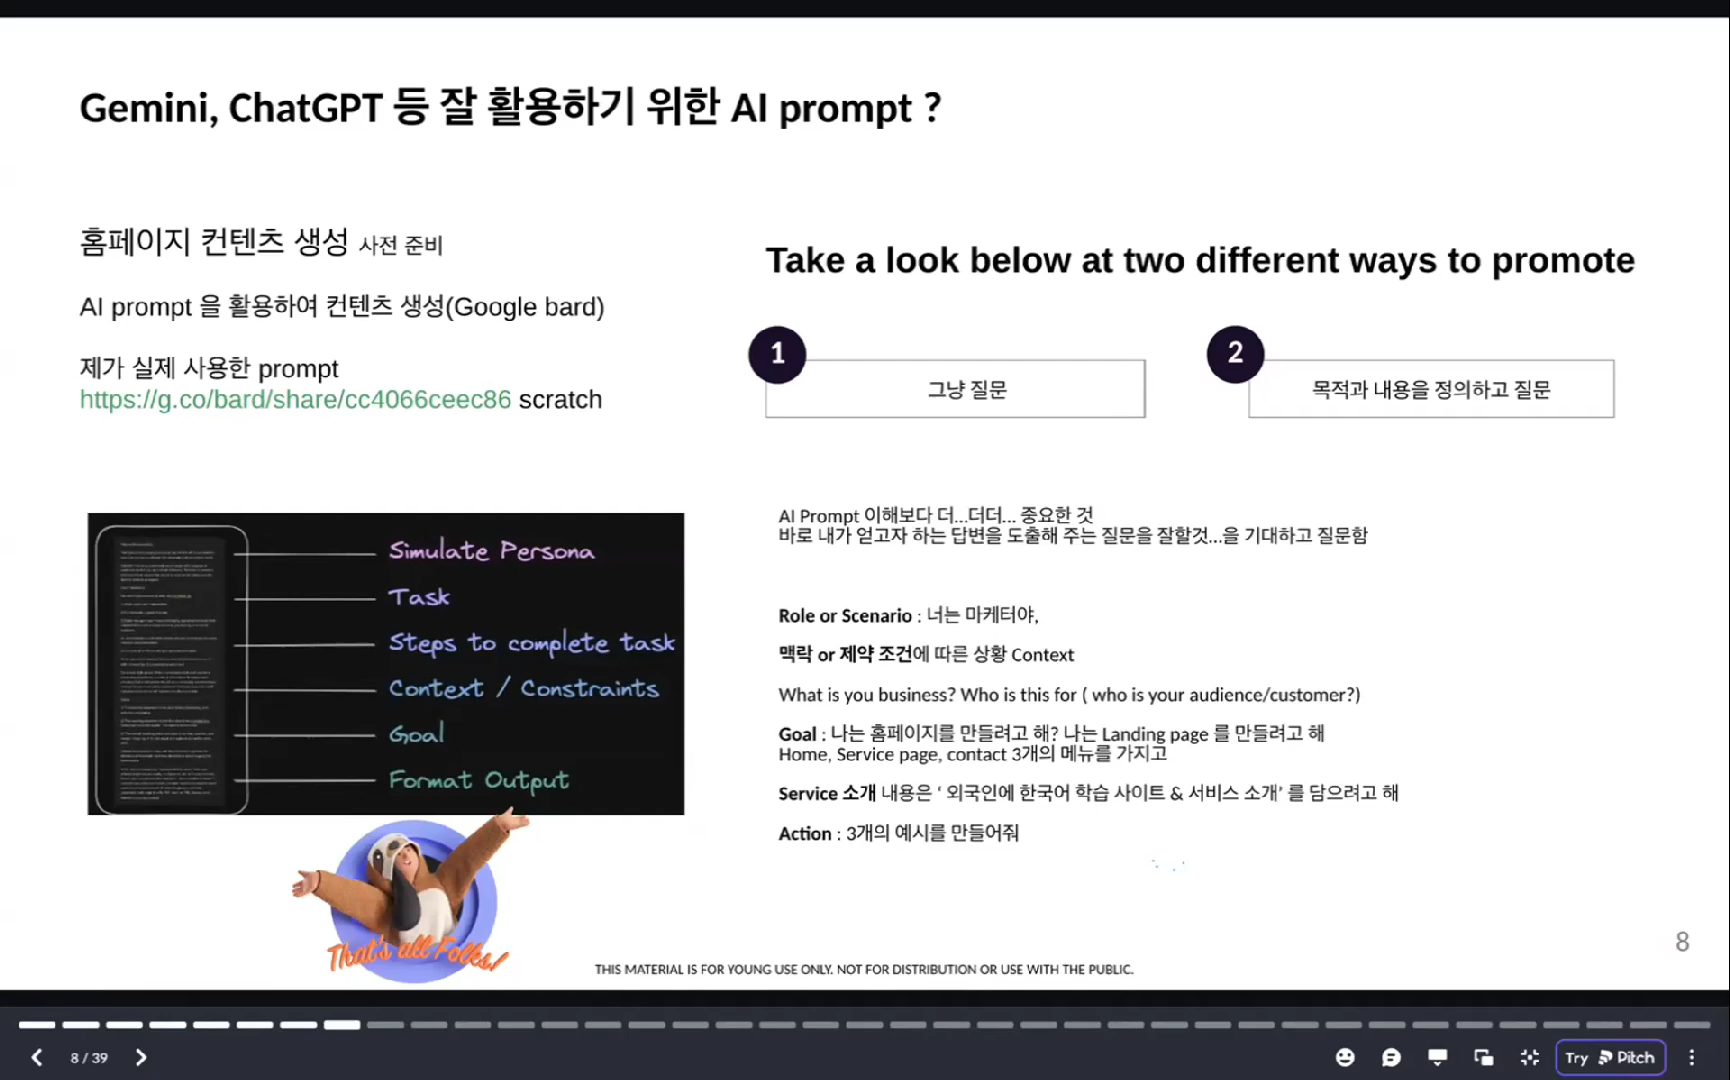 Gemini, ChatGPT 등 잘 활용하기 위한 AI prompt ?
홈페이지 컨텐츠 생성 사전 준비
AI prompt 을 활용하여 컨텐츠 생성(Google bard)
제가 실제 사용한 prompt
https://g.co/bard/share/cc4066ceec86 scratch
Simulate Persona
Task
Steps to complete task
Context / Constraints
Goal
Format Output
That's all Folks!
Take a look below at two different ways to promote
1
그냥 질문
2
목적과 내용을 정의하고 질문
AI Prompt 이해보다 더...더더... 중요한 것
바로 내가 얻고자 하는 답변을 도출해 주는 질문을 잘할것...을 기대하고 질문함
Role or Scenario : 너는 마케터야,
맥락 or 제약 조건에 따른 상황 Context
What is you business? Who is this for ( who is your audience/customer?)
Goal : 나는 홈페이지를 만들려고 해? 나는 Landing page 를 만들려고 해
Home, Service page, contact 3개의 메뉴를 가지고
Service 소개 내용은 ‘ 외국인에 한국어 학습 사이트 & 서비스 소개’ 를 담으려고 해
Action : 3개의 예시를 만들어줘
8
THIS MATERIAL IS FOR YOUNG USE ONLY. NOT FOR DISTRIBUTION OR USE WITH THE PUBLIC.
8 / 39
Try Pitch